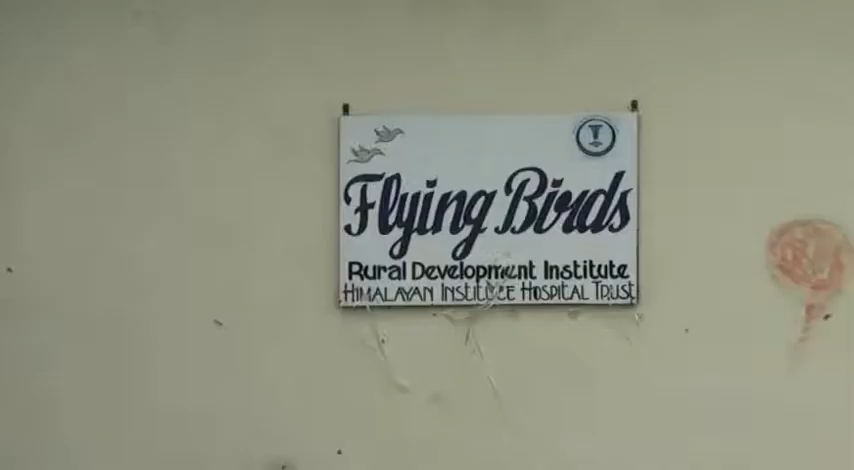 Flying Birds
Rural Development Institute
HIMALAYAN INSTITUTE HOSPITAL TRUST